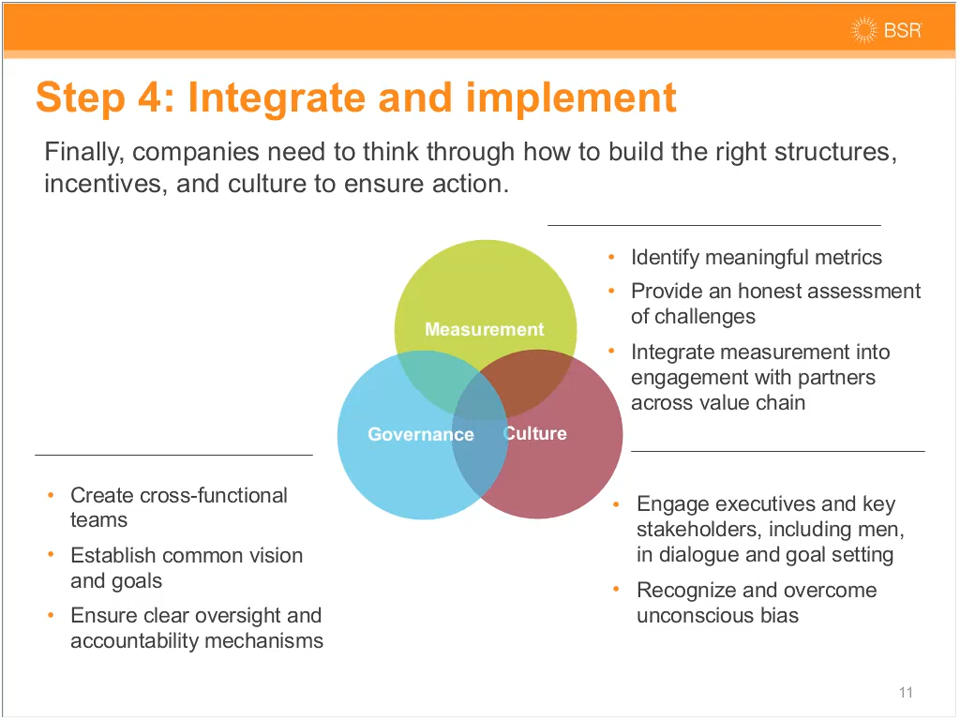 BSR
Step 4: Integrate and implement
Finally, companies need to think through how to build the right structures,
incentives, and culture to ensure action.
Measurement
Governance
Culture
• Identify meaningful metrics
• Provide an honest assessment
of challenges
• Integrate measurement into
engagement with partners
across value chain
• Create cross-functional
teams
• Establish common vision
and goals
• Ensure clear oversight and
accountability mechanisms
• Engage executives and key
stakeholders, including men,
in dialogue and goal setting
• Recognize and overcome
unconscious bias
11